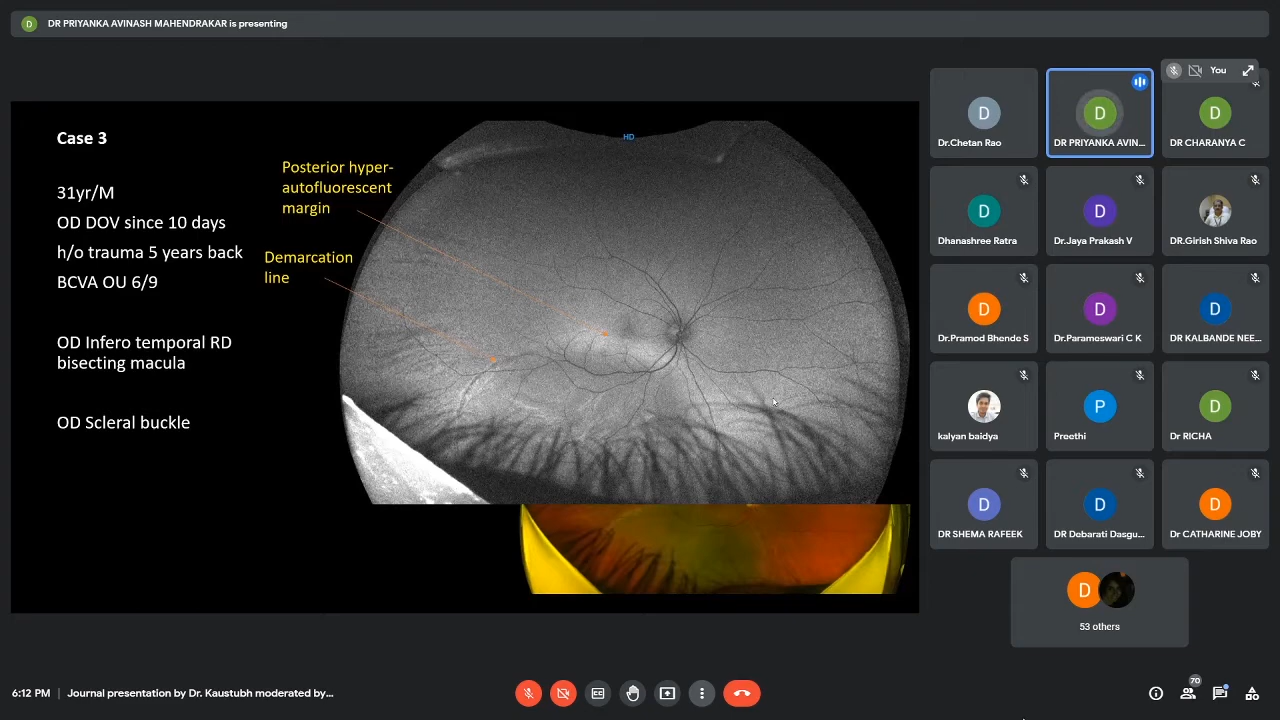 DR PRIYANKA AVINASH MAHENDRAKAR is presenting
D
Case 3
31yr/M
OD DOV since 10 days
h/o trauma 5 years back
BCVA OU 6/9
OD Infero temporal RD
bisecting macula
OD Scleral buckle
Posterior hyper-
autofluorescent
margin
Demarcation
line
HD
D
Dr.Chetan Rao
D
DR PRIYANKA AVIN...
You
D
DR CHARANYA C
D
Dhanashree Ratra
D
Dr.Jaya Prakash V
DR.Girish Shiva Rao
D
Dr.Pramod Bhende S
D
Dr.Parameswari C K
D
DR KALBANDE NEE...
kalyan baidya
P
Preethi
D
Dr RICHA
D
DR SHEMA RAFEEK
D
DR Debarati Dasgu...
D
Dr CATHARINE JOBY
D
53 others
6:12 PM | Journal presentation by Dr. Kaustubh moderated by...
CC
70